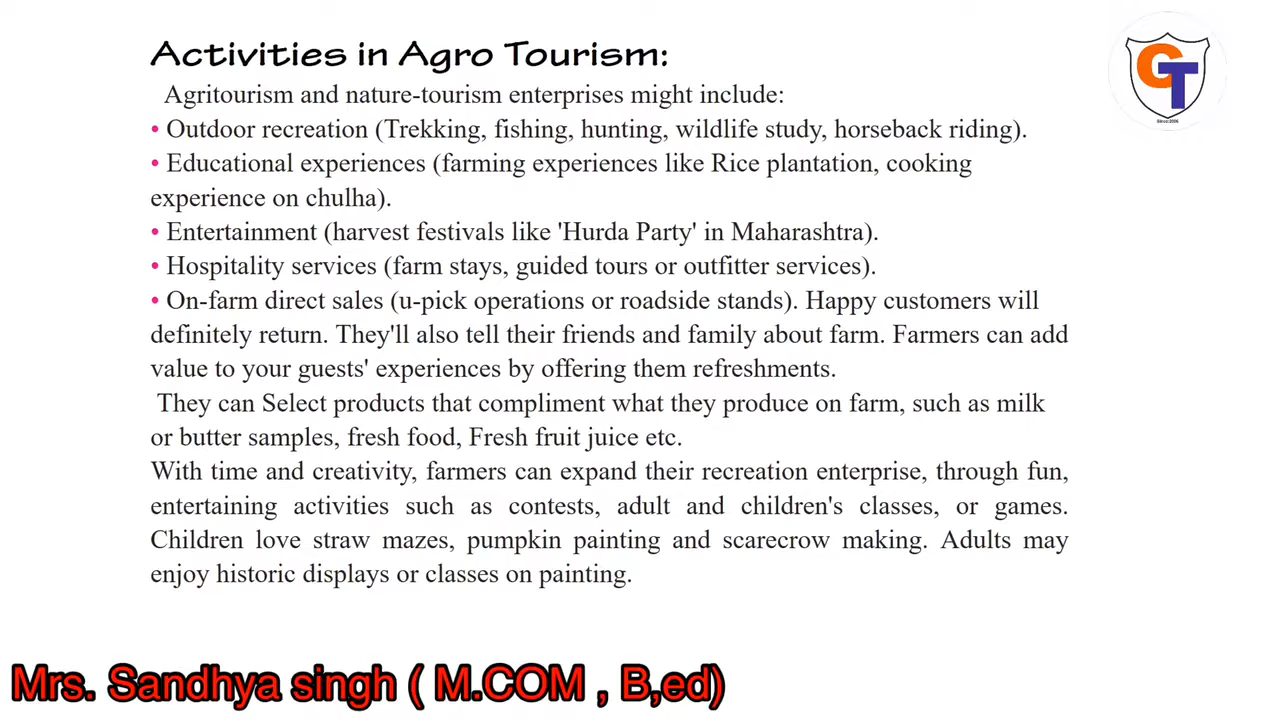 Activities in Agro Tourism:
Agritourism and nature-tourism enterprises might include:
• Outdoor recreation (Trekking, fishing, hunting, wildlife study, horseback riding).
• Educational experiences (farming experiences like Rice plantation, cooking
experience on chulha).
• Entertainment (harvest festivals like 'Hurda Party' in Maharashtra).
• Hospitality services (farm stays, guided tours or outfitter services).
• On-farm direct sales (u-pick operations or roadside stands). Happy customers will
definitely return. They'll also tell their friends and family about farm. Farmers can add
value to your guests' experiences by offering them refreshments.
They can Select products that compliment what they produce on farm, such as milk
or butter samples, fresh food, Fresh fruit juice etc.
With time and creativity, farmers can expand their recreation enterprise, through fun,
entertaining activities such as contests, adult and children's classes, or games.
Children love straw mazes, pumpkin painting and scarecrow making. Adults may
enjoy historic displays or classes on painting.
Mrs. Sandhya singh ( M.COM , B,ed)
GT